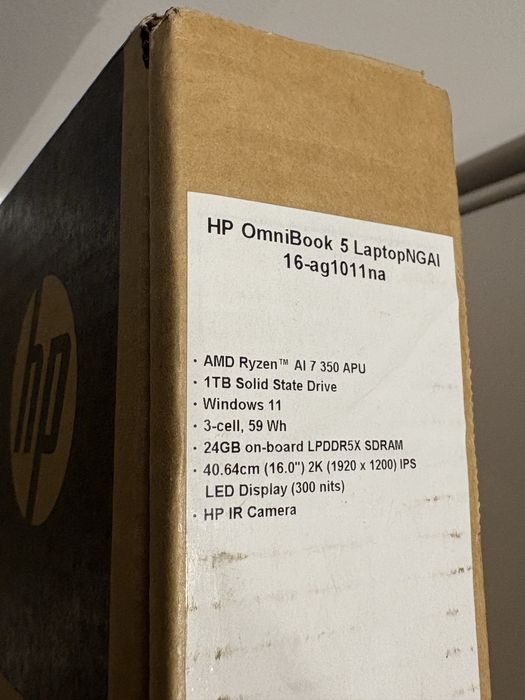 hp
HP OmniBook 5 LaptopNGAI
16-ag1011na
· AMD Ryzen™ AI 7 350 APU
· 1TB Solid State Drive
· Windows 11
· 3-cell, 59 Wh
· 24GB on-board LPDDR5X SDRAM
· 40.64cm (16.0") 2K (1920 x 1200) IPS
LED Display (300 nits)
· HP IR Camera